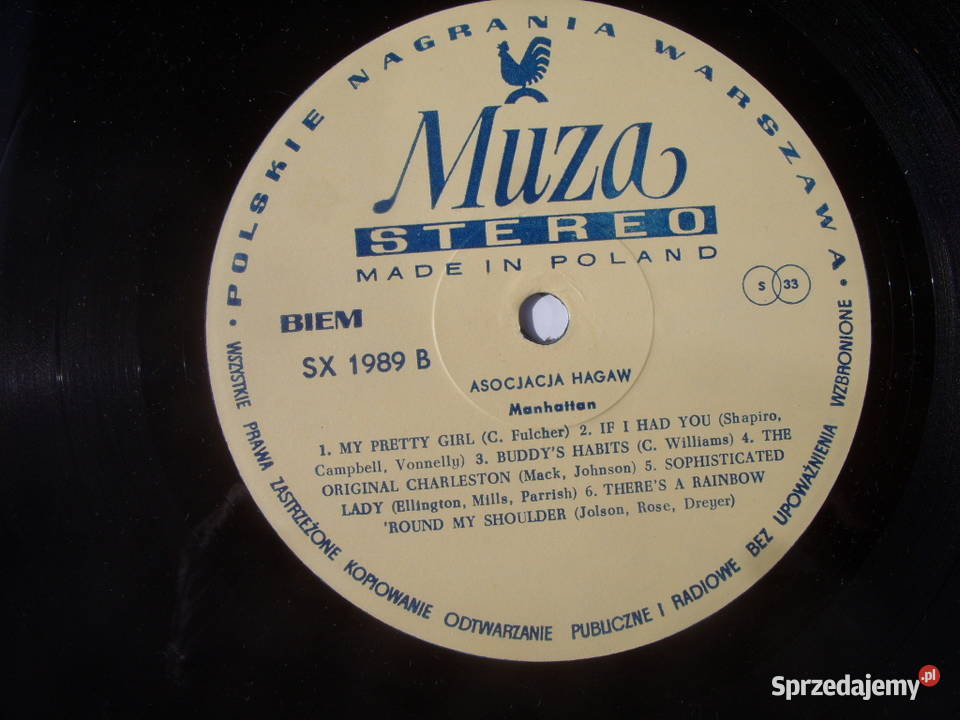 • POLSKIE NAGRANIA WARSZAWA •
Muza
STEREO
MADE IN POLAND
S 33
BIEM
SX 1989 B
ASOCJACJA HAGAW
Manhattan
1. MY PRETTY GIRL (C. Fulcher) 2. IF I HAD YOU (Shapiro,
Campbell, Vonnelly) 3. BUDDY'S HABITS (C. Williams) 4. THE
ORIGINAL CHARLESTON (Mack, Johnson) 5. SOPHISTICATED
LADY (Ellington, Mills, Parrish) 6. THERE'S A RAINBOW
'ROUND MY SHOULDER (Jolson, Rose, Dreyer)
WSZYSTKIE PRAWA ZASTRZEŻONE KOPIOWANIE ODTWARZANIE PUBLICZNE I RADIOWE BEZ UPOWAŻNIENIA WZBRONIONE
Sprzedajemy.pl